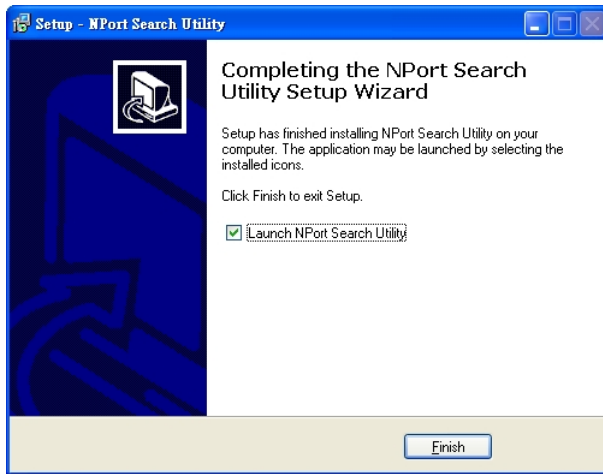 Setup - NPort Search Utility
Completing the NPort Search
Utility Setup Wizard
Setup has finished installing NPort Search Utility on your
computer. The application may be launched by selecting the
installed icons.
Click Finish to exit Setup.
Launch NPort Search Utility
Finish